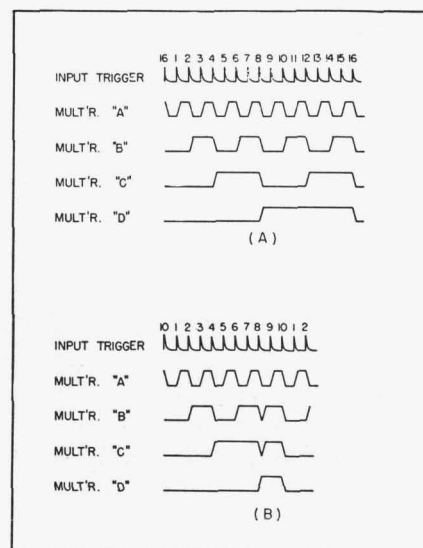 16 1 2 3 4 5 6 7 8 9 10 11 12 13 14 15 16
INPUT TRIGGER
MULT'R. "A"
MULT'R. "B"
MULT'R. "C"
MULT'R. "D"
(A)
10 1 2 3 4 5 6 7 8 9 10 1 2
INPUT TRIGGER
MULT'R. "A"
MULT'R. "B"
MULT'R. "C"
MULT'R. "D"
(B)